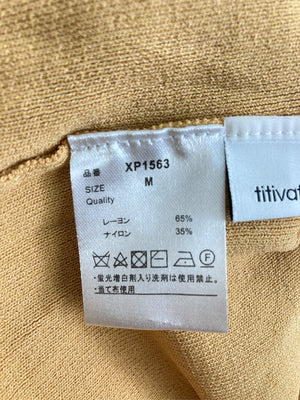 品番 XP1563
SIZE M
Quality
レーヨン 65%
ナイロン 35%
・蛍光増白剤入り洗剤は使用禁止。
・当て布使用
titivat